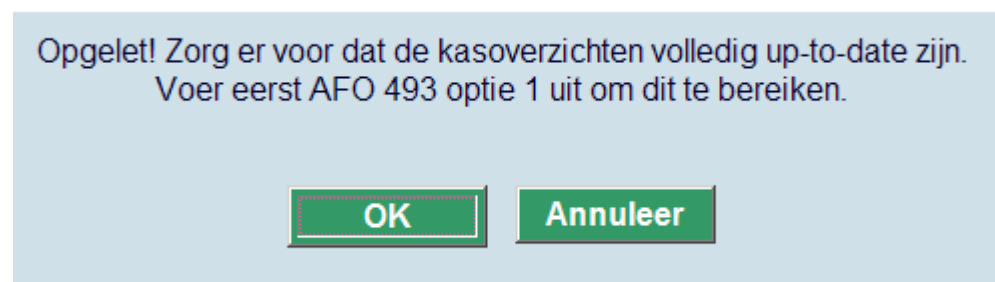 Opgelet! Zorg er voor dat de kasoverzichten volledig up-to-date zijn.
Voer eerst AFO 493 optie 1 uit om dit te bereiken.
OK
Annuleer